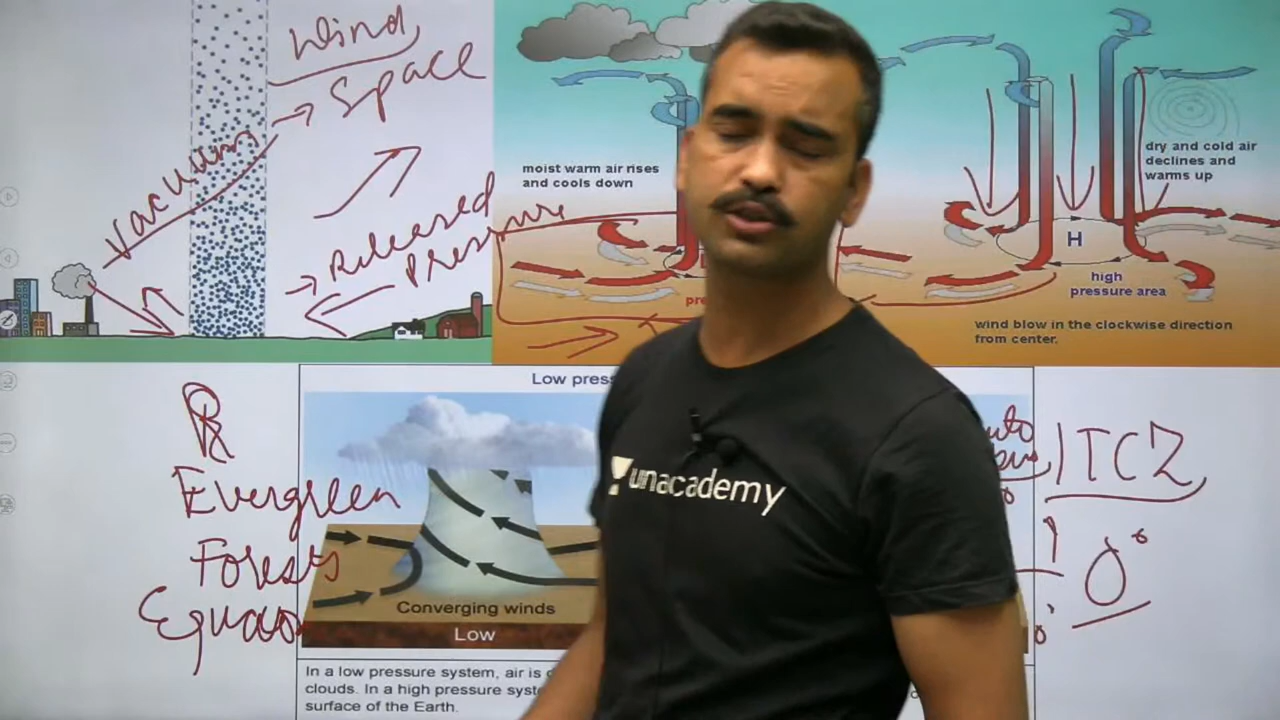 Wind
Space
Vacuum
Released
Pressure
moist warm air rises
and cools down
dry and cold air
declines and
warms up
H
high
pressure area
wind blow in the clockwise direction
from center.
Low
R
Evergreen
Forests
ITCZ
0°
Converging winds
Low
unacademy
In a low pressure system, air is
clouds. In a high pressure
surface of the Earth.